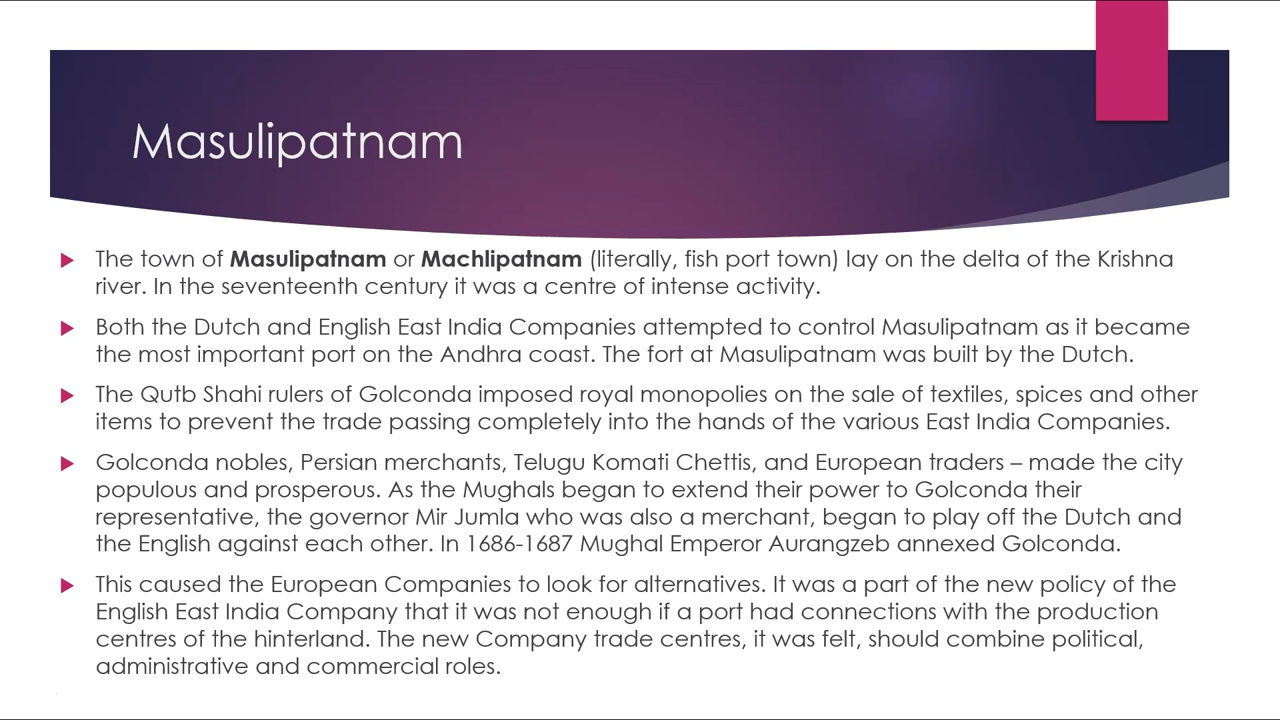 Masulipatnam
The town of Masulipatnam or Machlipatnam (literally, fish port town) lay on the delta of the Krishna
river. In the seventeenth century it was a centre of intense activity.
Both the Dutch and English East India Companies attempted to control Masulipatnam as it became
the most important port on the Andhra coast. The fort at Masulipatnam was built by the Dutch.
The Qutb Shahi rulers of Golconda imposed royal monopolies on the sale of textiles, spices and other
items to prevent the trade passing completely into the hands of the various East India Companies.
Golconda nobles, Persian merchants, Telugu Komati Chettis, and European traders – made the city
populous and prosperous. As the Mughals began to extend their power to Golconda their
representative, the governor Mir Jumla who was also a merchant, began to play off the Dutch and
the English against each other. In 1686-1687 Mughal Emperor Aurangzeb annexed Golconda.
This caused the European Companies to look for alternatives. It was a part of the new policy of the
English East India Company that it was not enough if a port had connections with the production
centres of the hinterland. The new Company trade centres, it was felt, should combine political,
administrative and commercial roles.